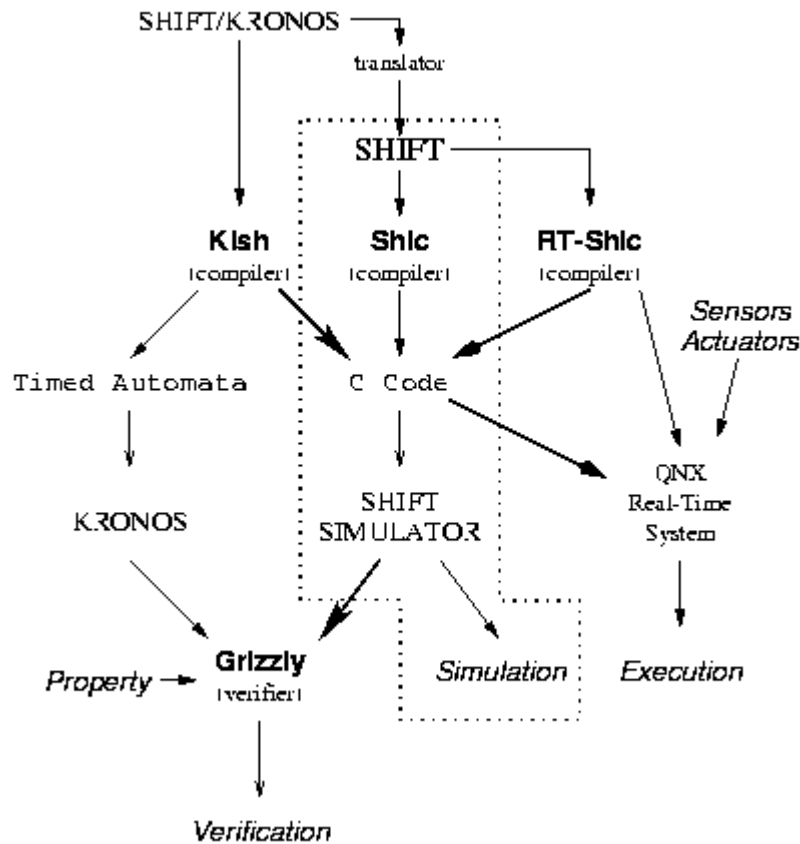 SHIFT/KRONOS
translator
SHIFT
Kish Shic RT-Shic
(compiler) (compiler) (compiler)
Sensors
Actuators
Timed Automata C Code
QNX
Real-Time
System
KRONOS
SHIFT
SIMULATOR
Grizzly
(verifier)
Property
Simulation
Execution
Verification